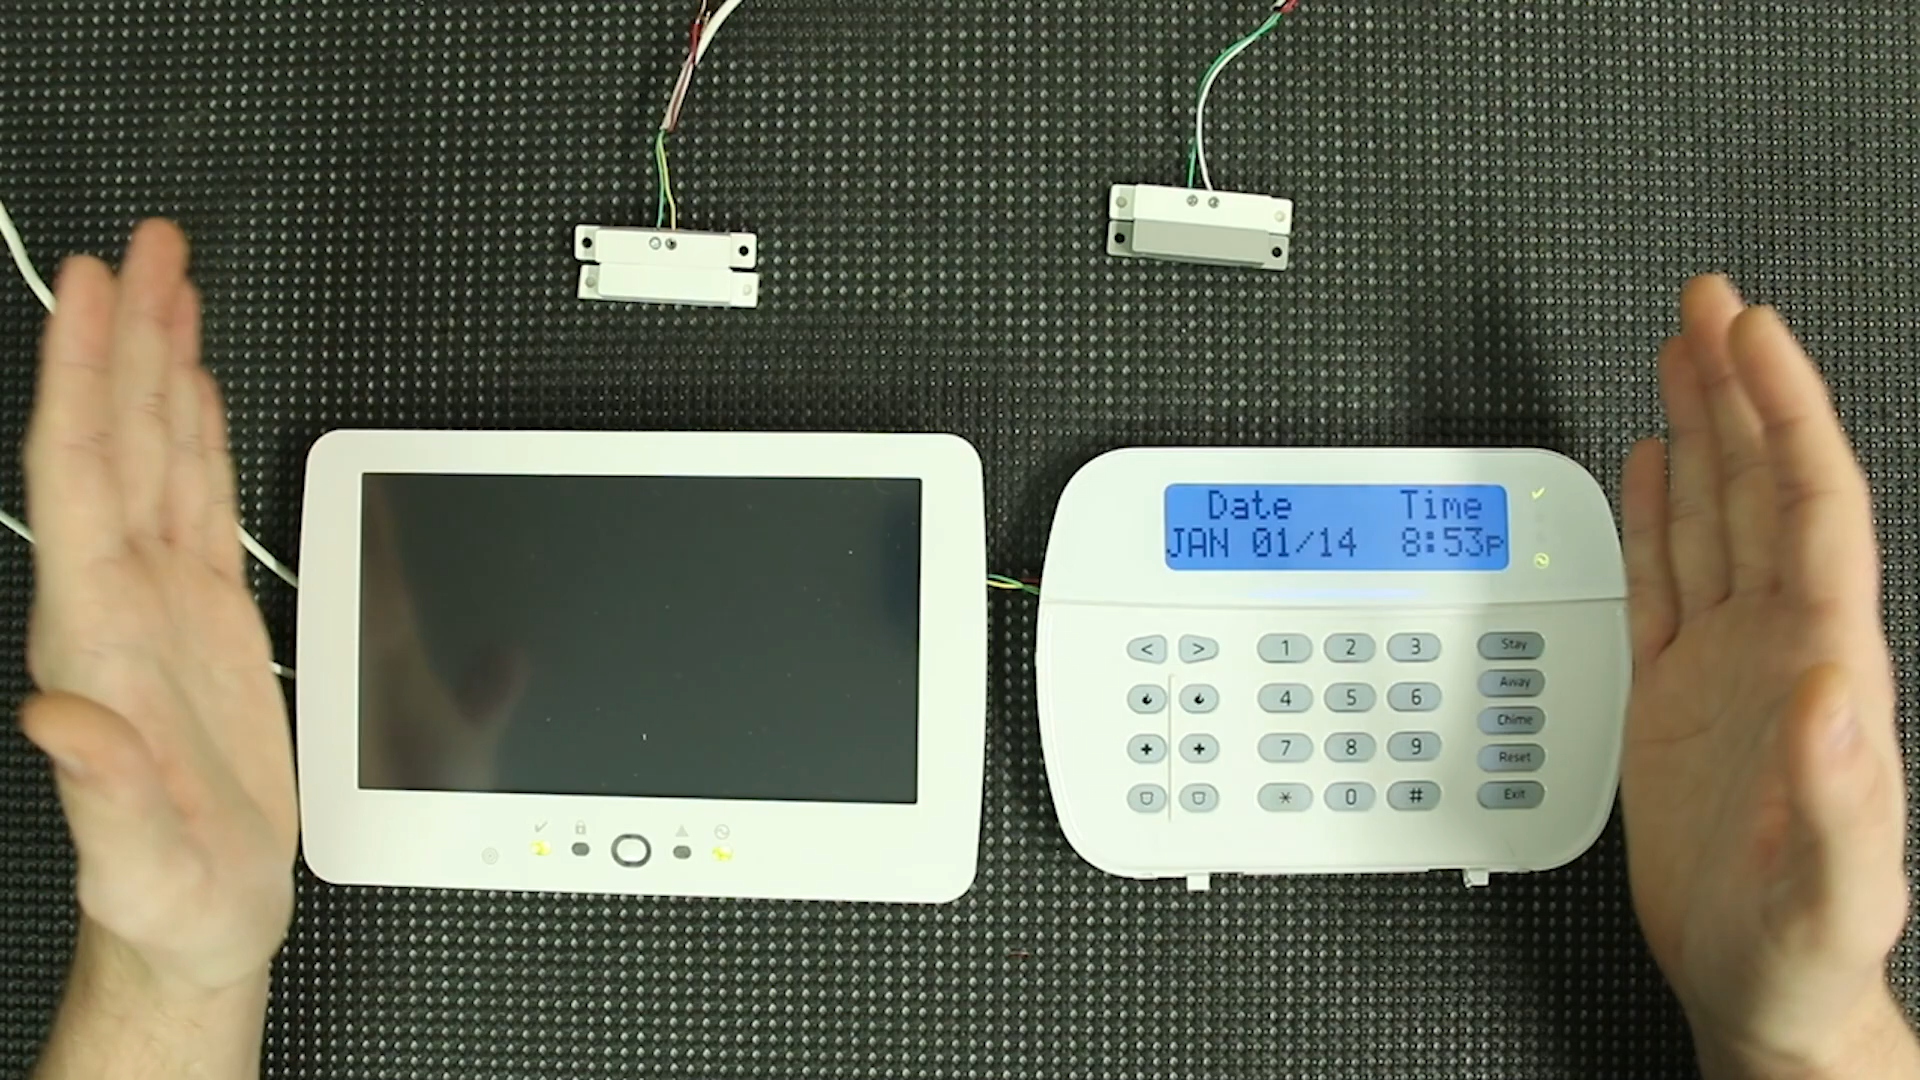 Date Time
JAN 01/14 8:53p
< > 1 2 3 Stay
4 5 6 Away
Chime
7 8 9
Reset
* 0 # Exit